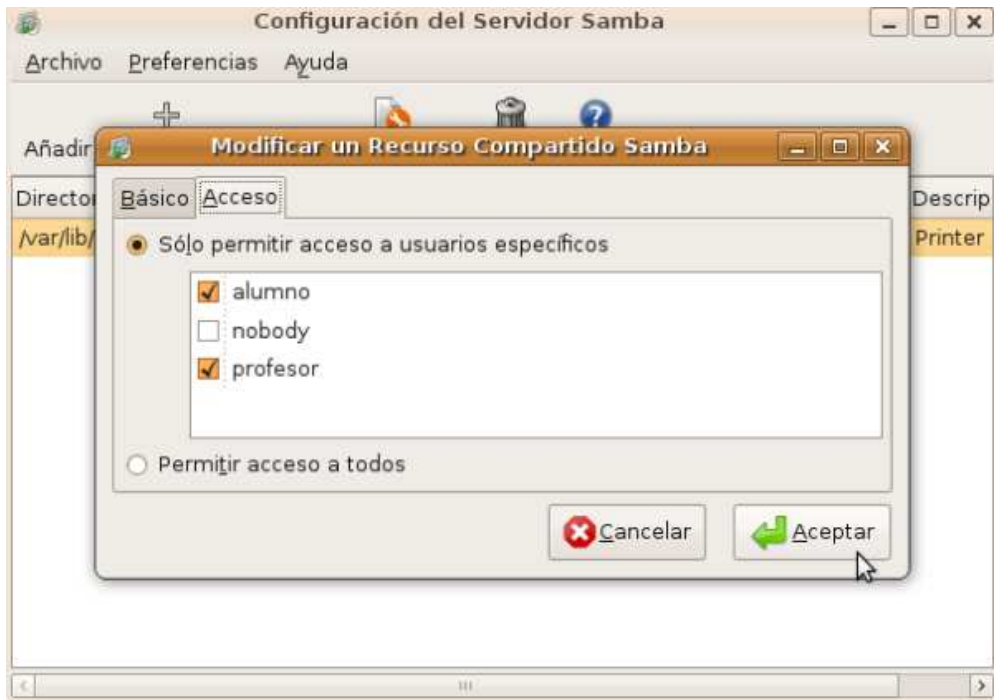 Configuración del Servidor Samba
Archivo Preferencias Ayuda
Añadir
Modificar un Recurso Compartido Samba
Básico Acceso
Descrip
/var/lib/
Printer
Sólo permitir acceso a usuarios específicos
alumno
nobody
profesor
Permitir acceso a todos
Cancelar Aceptar